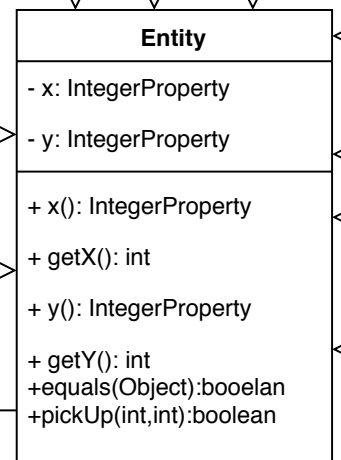 Entity
- x: IntegerProperty
- y: IntegerProperty
+ x(): IntegerProperty
+ getX(): int
+ y(): IntegerProperty
+ getY(): int
+equals(Object):booelan
+pickUp(int,int):boolean